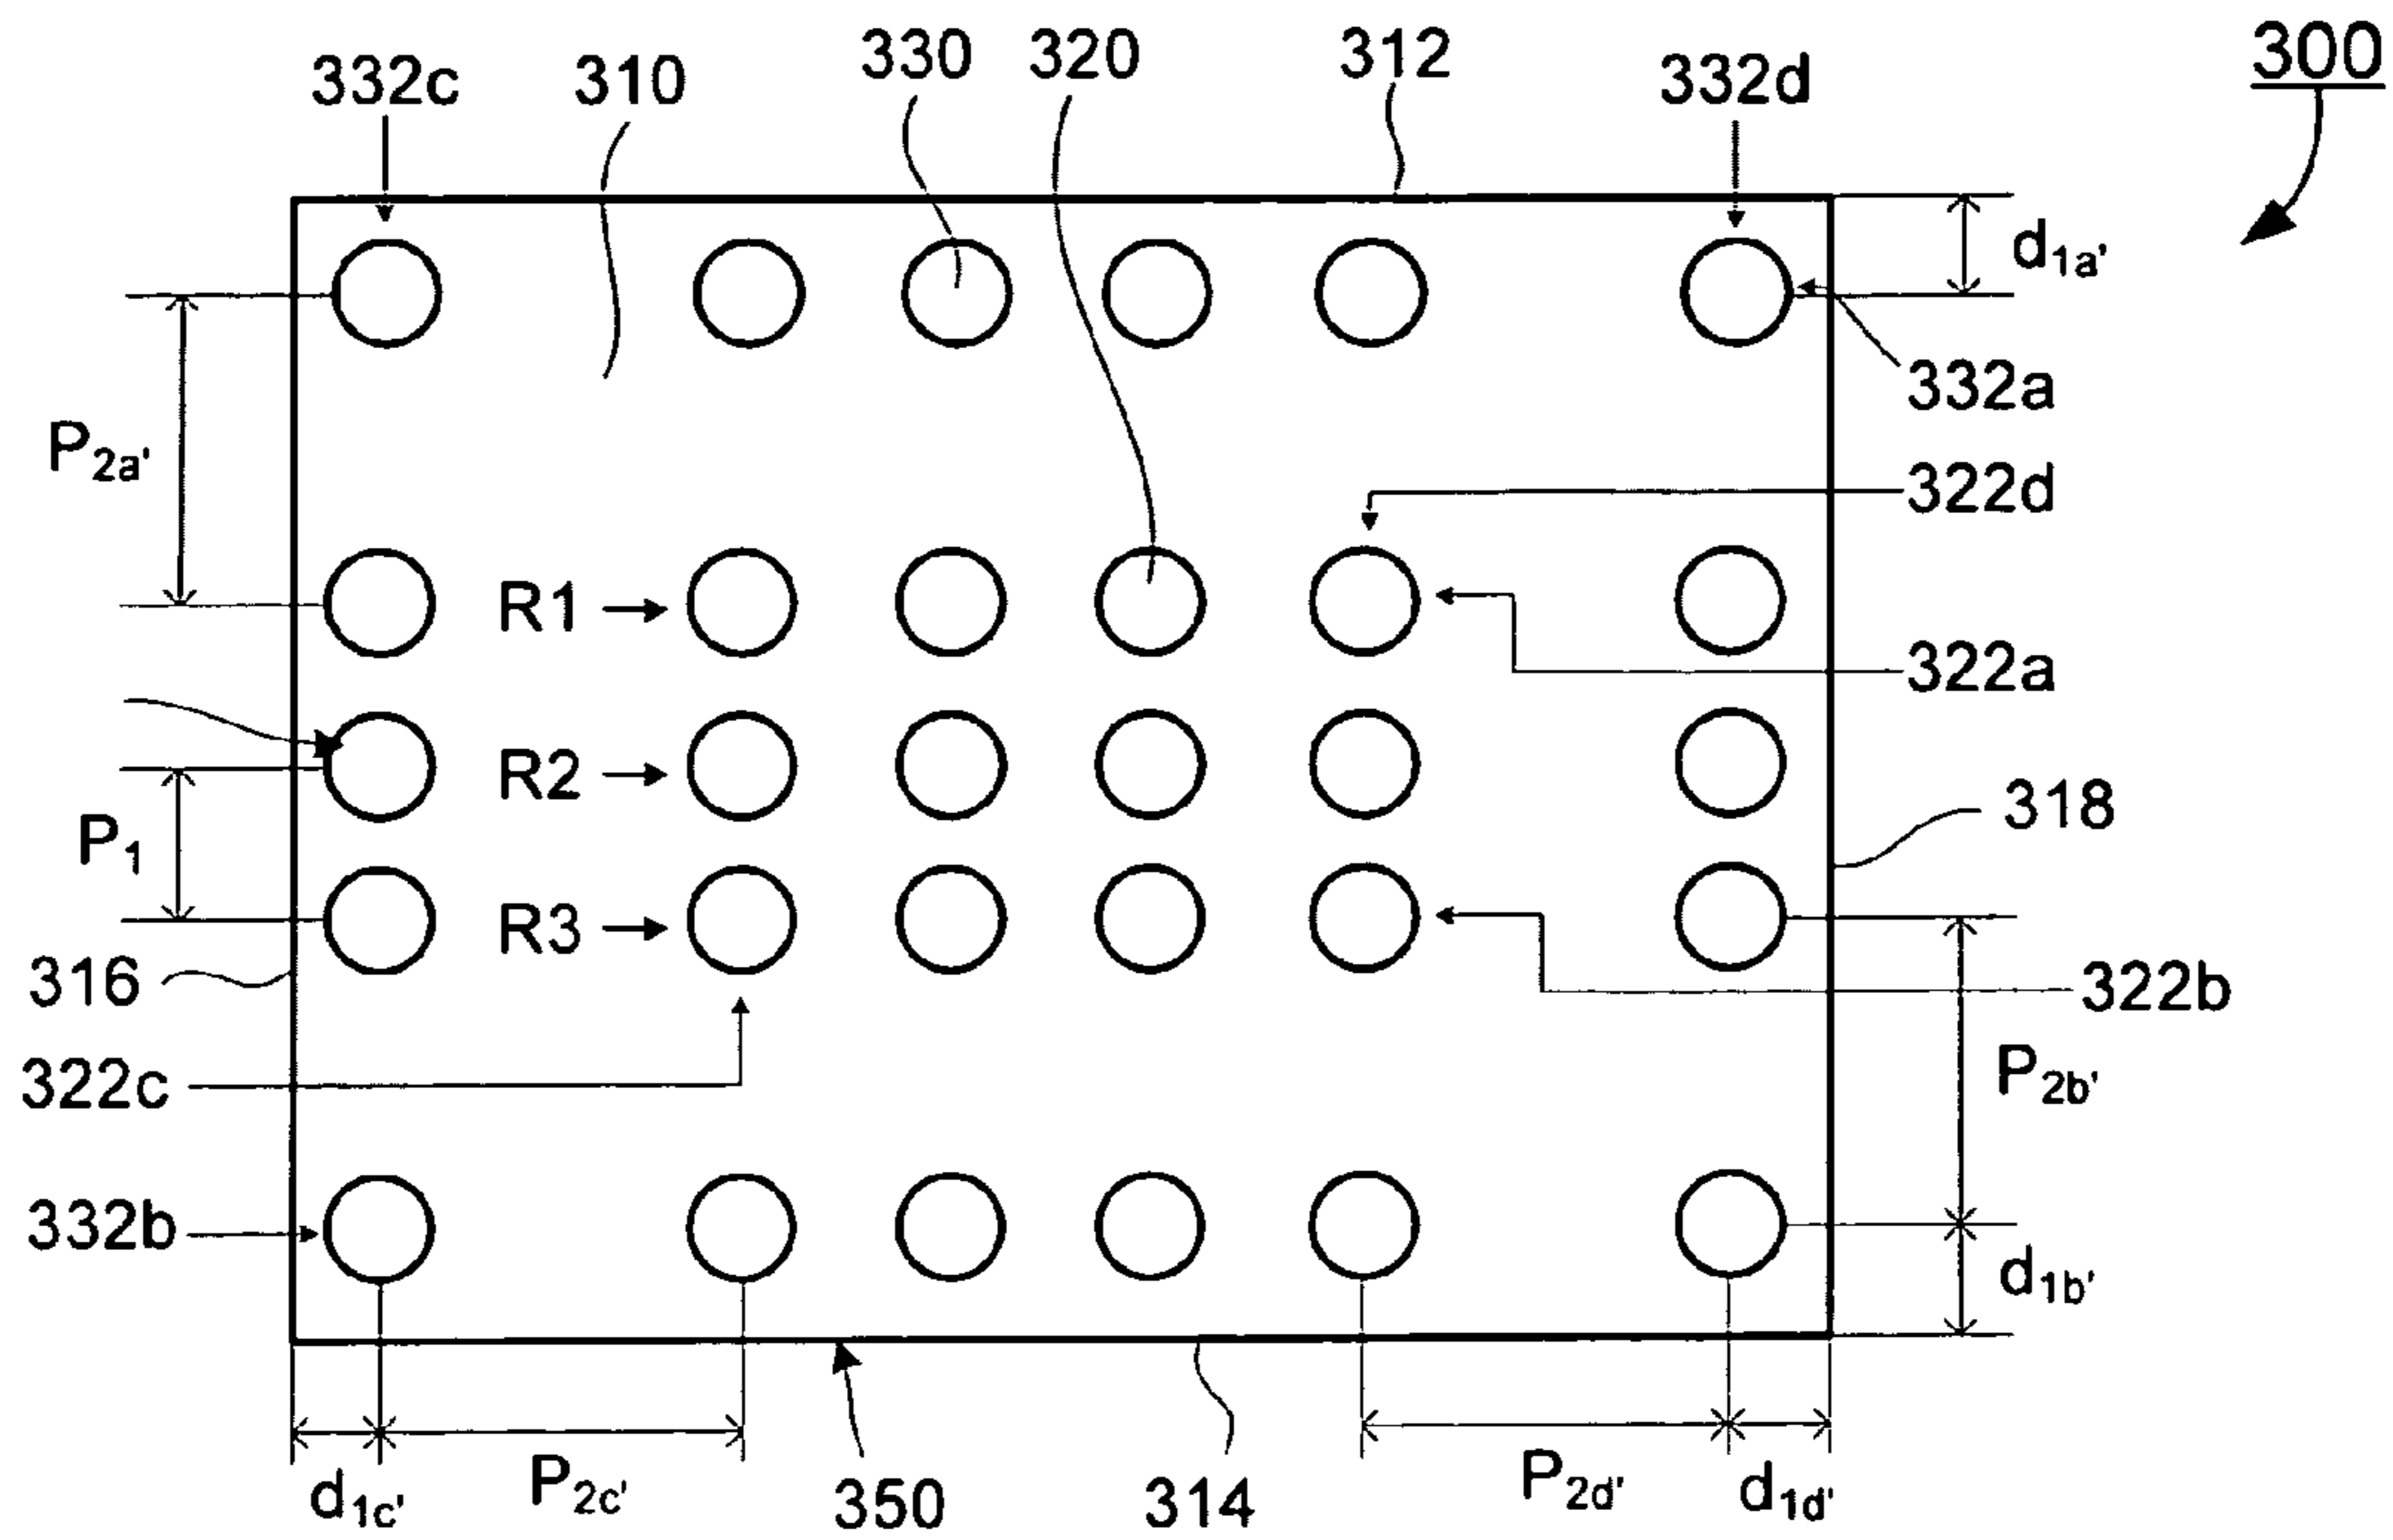 300
332c
310
330
320
312
332d
d1a'
332a
P2a'
322d
R1
322a
R2
318
P1
R3
316
322b
322c
P2b'
332b
d1b'
d1c'
P2c'
350
314
P2d'
d1d'